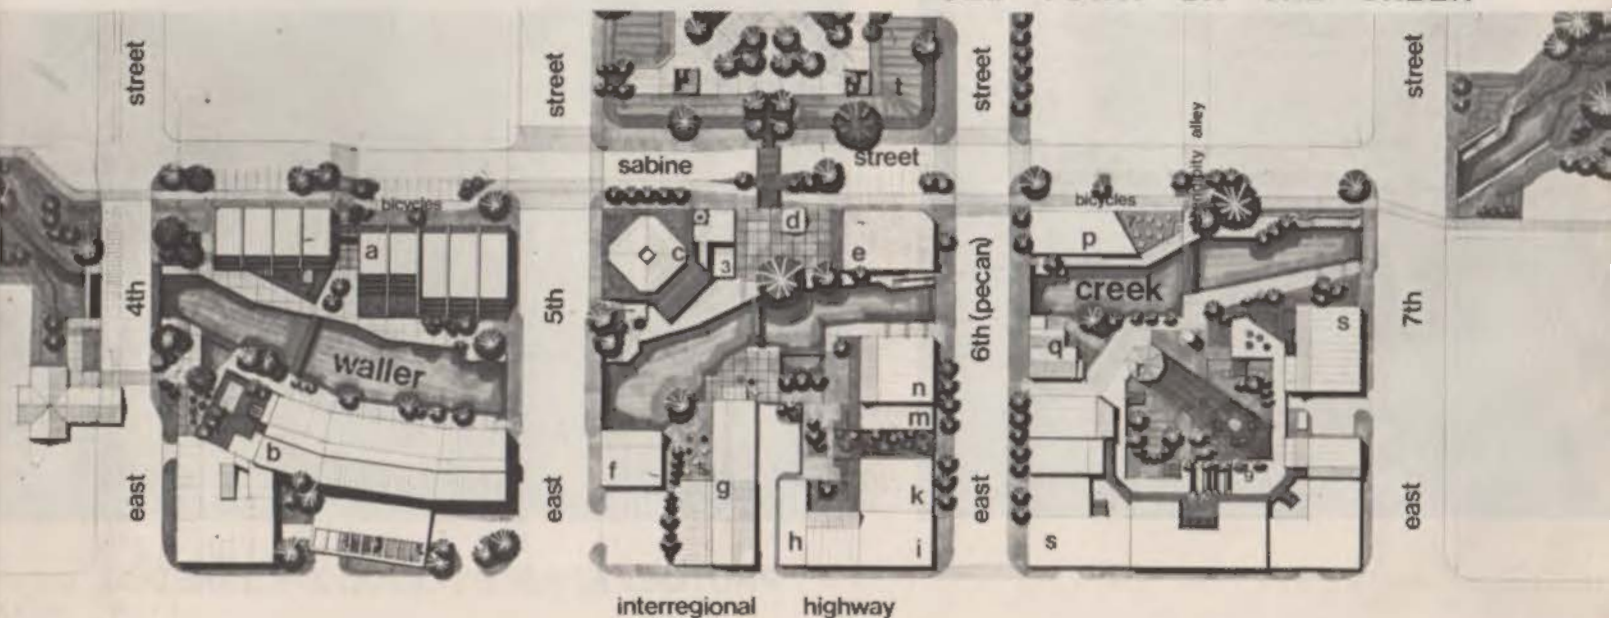 street
street
street
street
t
alley
sabine
street
bicycles
bicycles
a
c
3
d
e
p
4th
5th
6th (pecan)
7th
waller
creek
q
r
s
n
m
b
f
g
k
h
i
s
east
east
east
east
interregional
highway